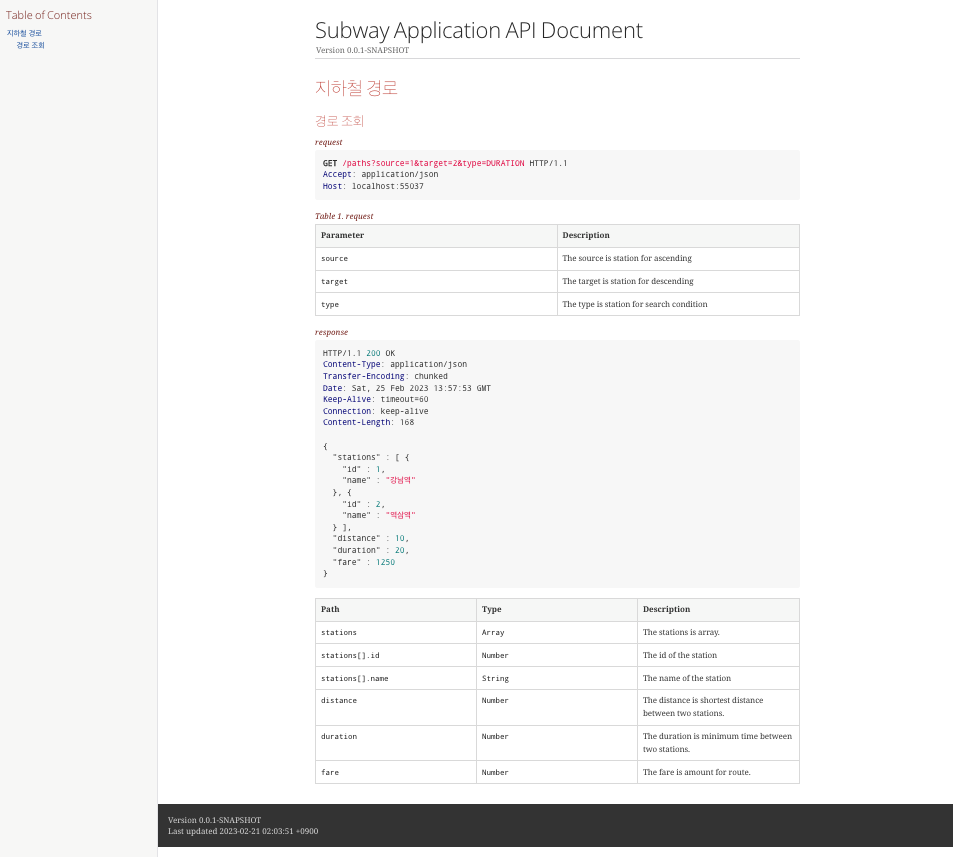 Table of Contents
지하철 경로
경로 조회
Subway Application API Document
Version 0.0.1-SNAPSHOT
지하철 경로
경로 조회
request
GET /paths?source=1&target=2&type=DURATION HTTP/1.1
Accept: application/json
Host: localhost:55037
Table 1. request
Parameter Description
source The source is station for ascending
target The target is station for descending
type The type is station for search condition
response
HTTP/1.1 200 OK
Content-Type: application/json
Transfer-Encoding: chunked
Date: Sat, 25 Feb 2023 13:57:53 GMT
Keep-Alive: timeout=60
Connection: keep-alive
Content-Length: 168
{
"stations" : [ {
"id" : 1,
"name" : "강남역"
}, {
"id" : 2,
"name" : "역삼역"
} ],
"distance" : 10,
"duration" : 20,
"fare" : 1250
}
Path Type Description
stations Array The stations is array.
stations[].id Number The id of the station
stations[].name String The name of the station
distance Number The distance is shortest distance
between two stations.
duration Number The duration is minimum time between
two stations.
fare Number The fare is amount for route.
Version 0.0.1-SNAPSHOT
Last updated 2023-02-21 02:03:51 +0900